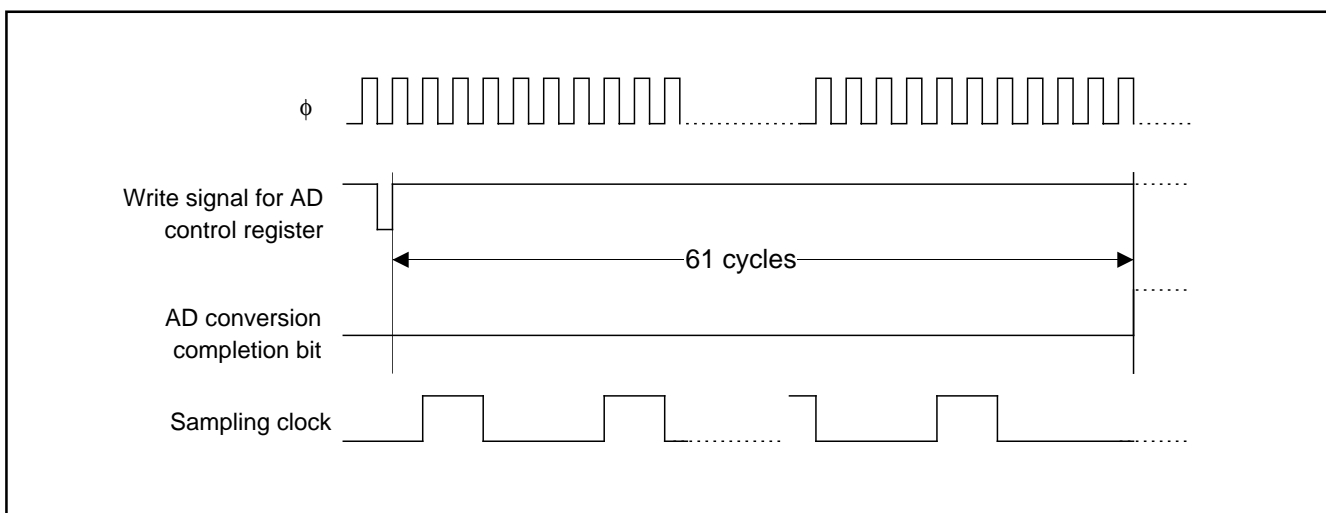 ϕ
Write signal for AD
control register
61 cycles
AD conversion
completion bit
Sampling clock